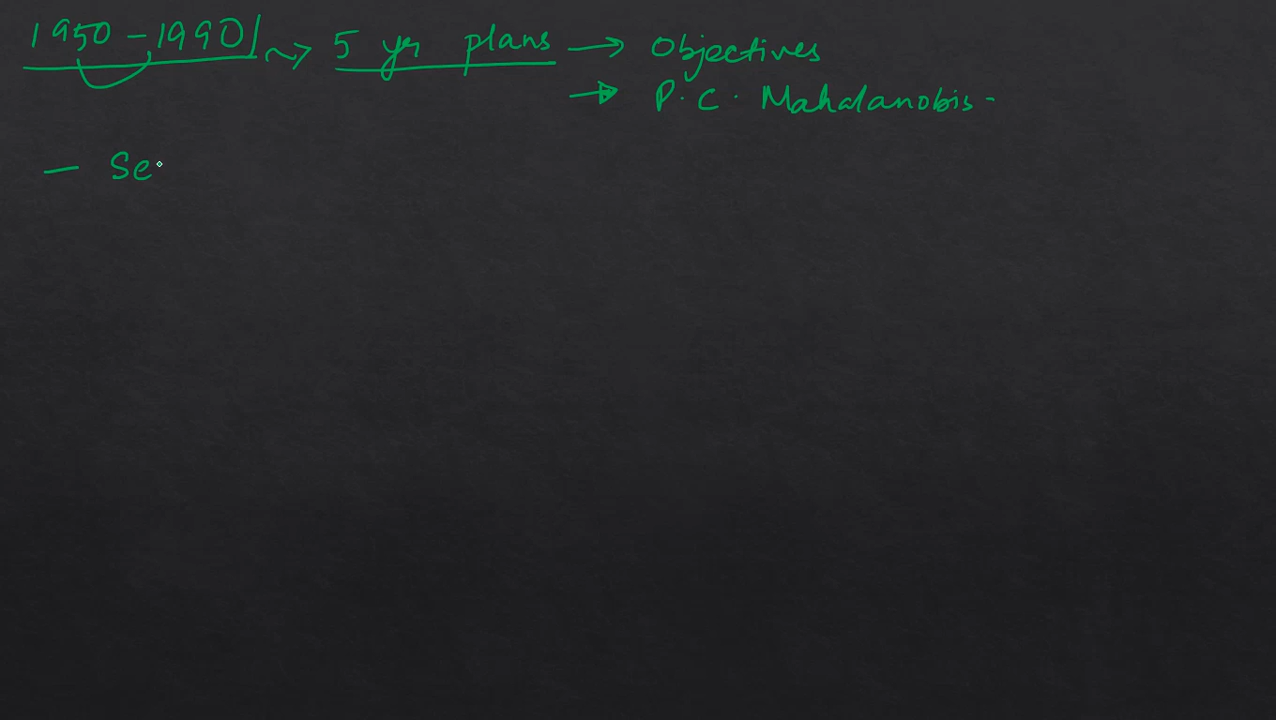 1950 - 1990 → 5 yr plans → Objectives
→ P.C. Mahalanobis -
— Se